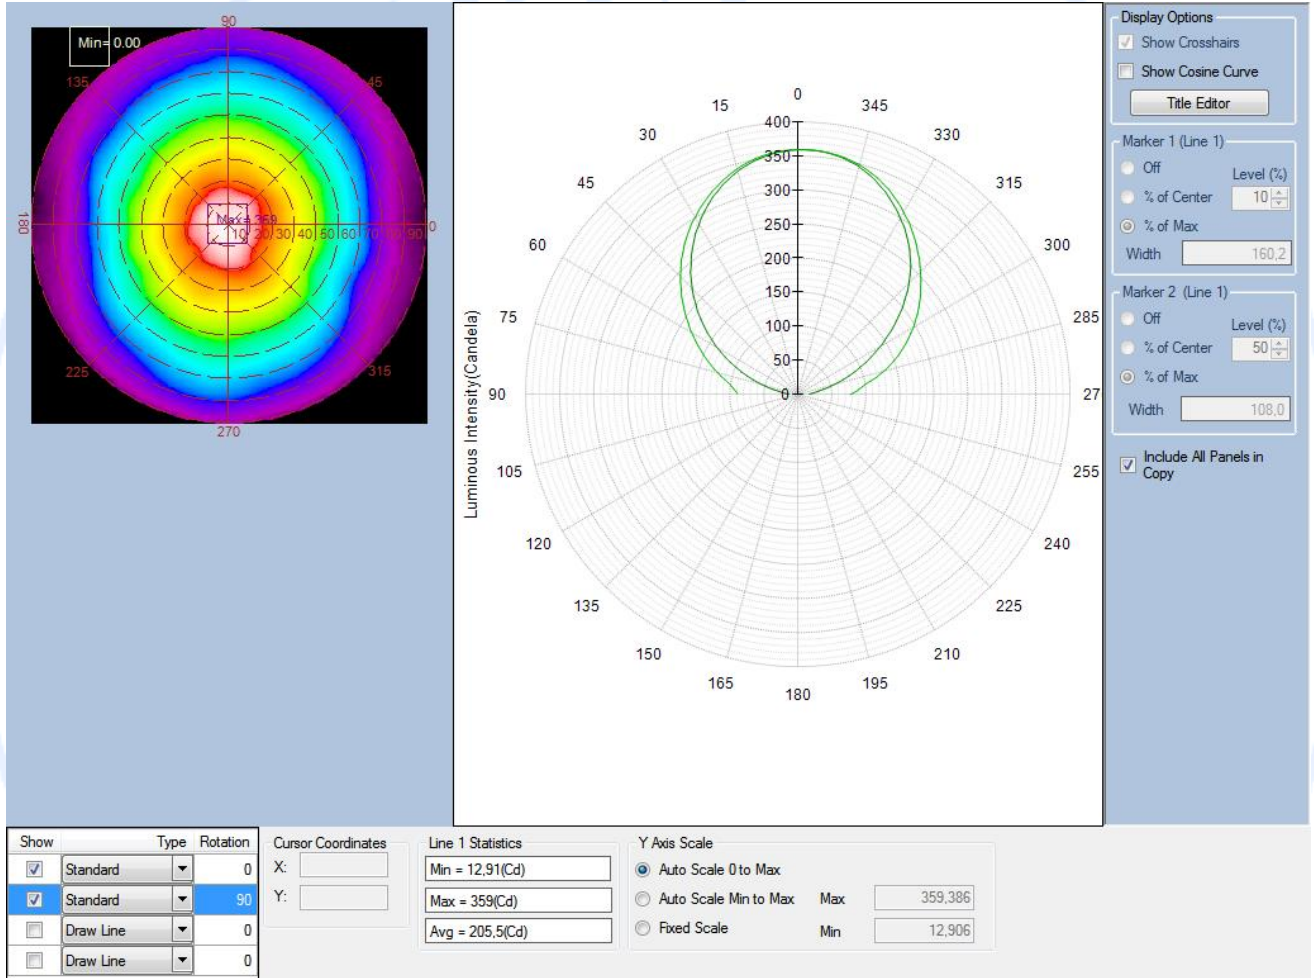 90
Min= 0.00
135
45
180
Max= 359
0
10 20 30 40 50 60 70 80 90
225
315
270
0
15
345
30
330
45
315
60
300
75
285
90
27
105
255
120
240
135
225
150
210
165
195
180
400
350
300
250
200
150
100
50
0
Luminous Intensity(Candela)
Display Options
Show Crosshairs
Show Cosine Curve
Title Editor
Marker 1 (Line 1)
Off
Level (%)
% of Center
10
% of Max
Width
160,2
Marker 2 (Line 1)
Off
Level (%)
% of Center
50
% of Max
Width
108,0
Include All Panels in
Copy
Show Type Rotation
Standard 0
Standard 90
Draw Line 0
Draw Line 0
Cursor Coordinates
X:
Y:
Line 1 Statistics
Min = 12,91(Cd)
Max = 359(Cd)
Avg = 205,5(Cd)
Y Axis Scale
Auto Scale 0 to Max
Auto Scale Min to Max
Max 359,386
Fixed Scale
Min 12,906